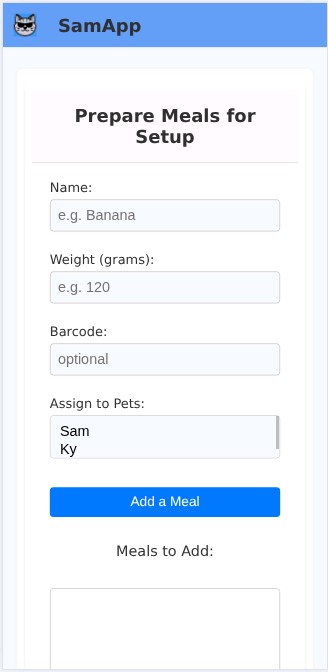 SamApp
Prepare Meals for
Setup
Name:
e.g. Banana
Weight (grams):
e.g. 120
Barcode:
optional
Assign to Pets:
Sam
Ky
Add a Meal
Meals to Add: